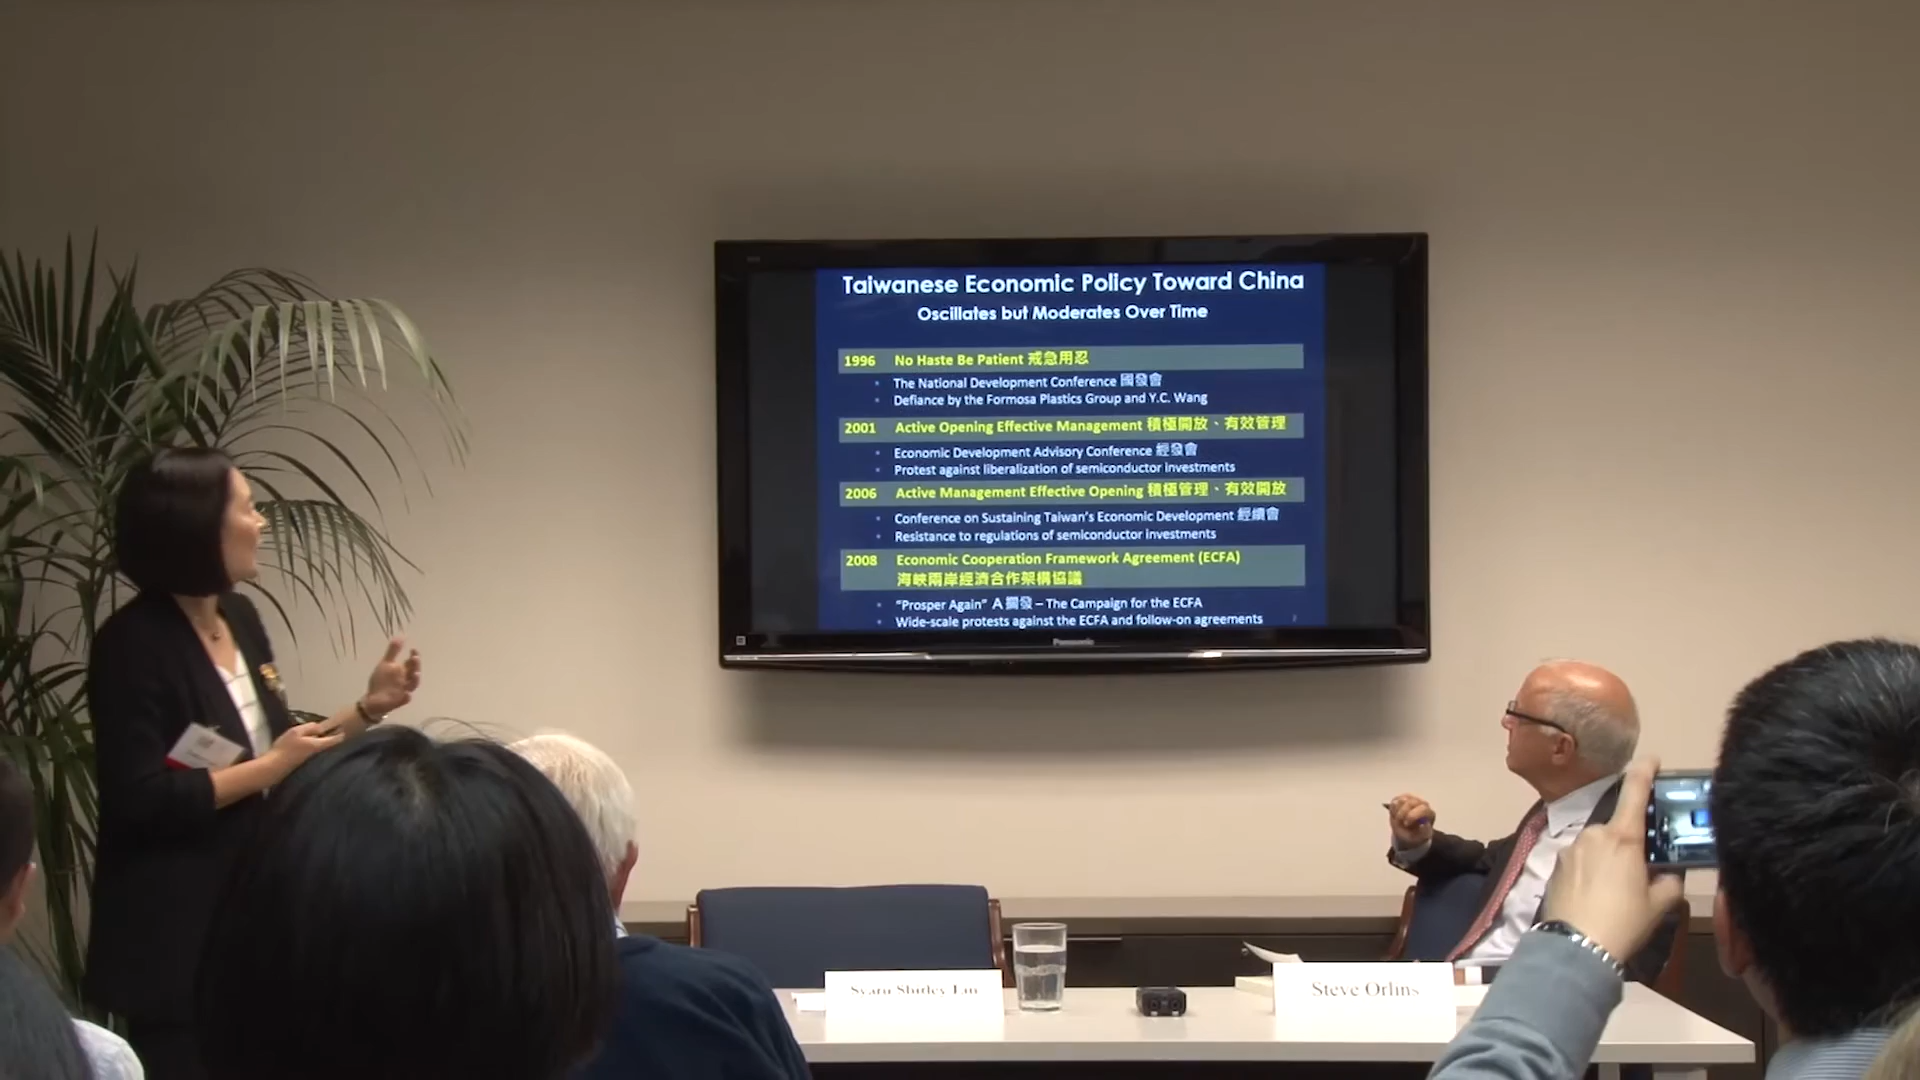 Taiwanese Economic Policy Toward China
Oscillates but Moderates Over Time
1996 No Haste Be Patient 戒急用忍
• The National Development Conference 國發會
• Defiance by the Formosa Plastics Group and Y.C. Wang
2001 Active Opening Effective Management 積極開放、有效管理
• Economic Development Advisory Conference 經發會
• Protest against liberalization of semiconductor investments
2006 Active Management Effective Opening 積極管理、有效開放
• Conference on Sustaining Taiwan's Economic Development 經續會
• Resistance to regulations of semiconductor investments
2008 Economic Cooperation Framework Agreement (ECFA)
海峽兩岸經濟合作架構協議
• "Prosper Again" A 擱發 – The Campaign for the ECFA
• Wide-scale protests against the ECFA and follow-on agreements
Panasonic
Syaru Shirley Lin
Steve Orlins